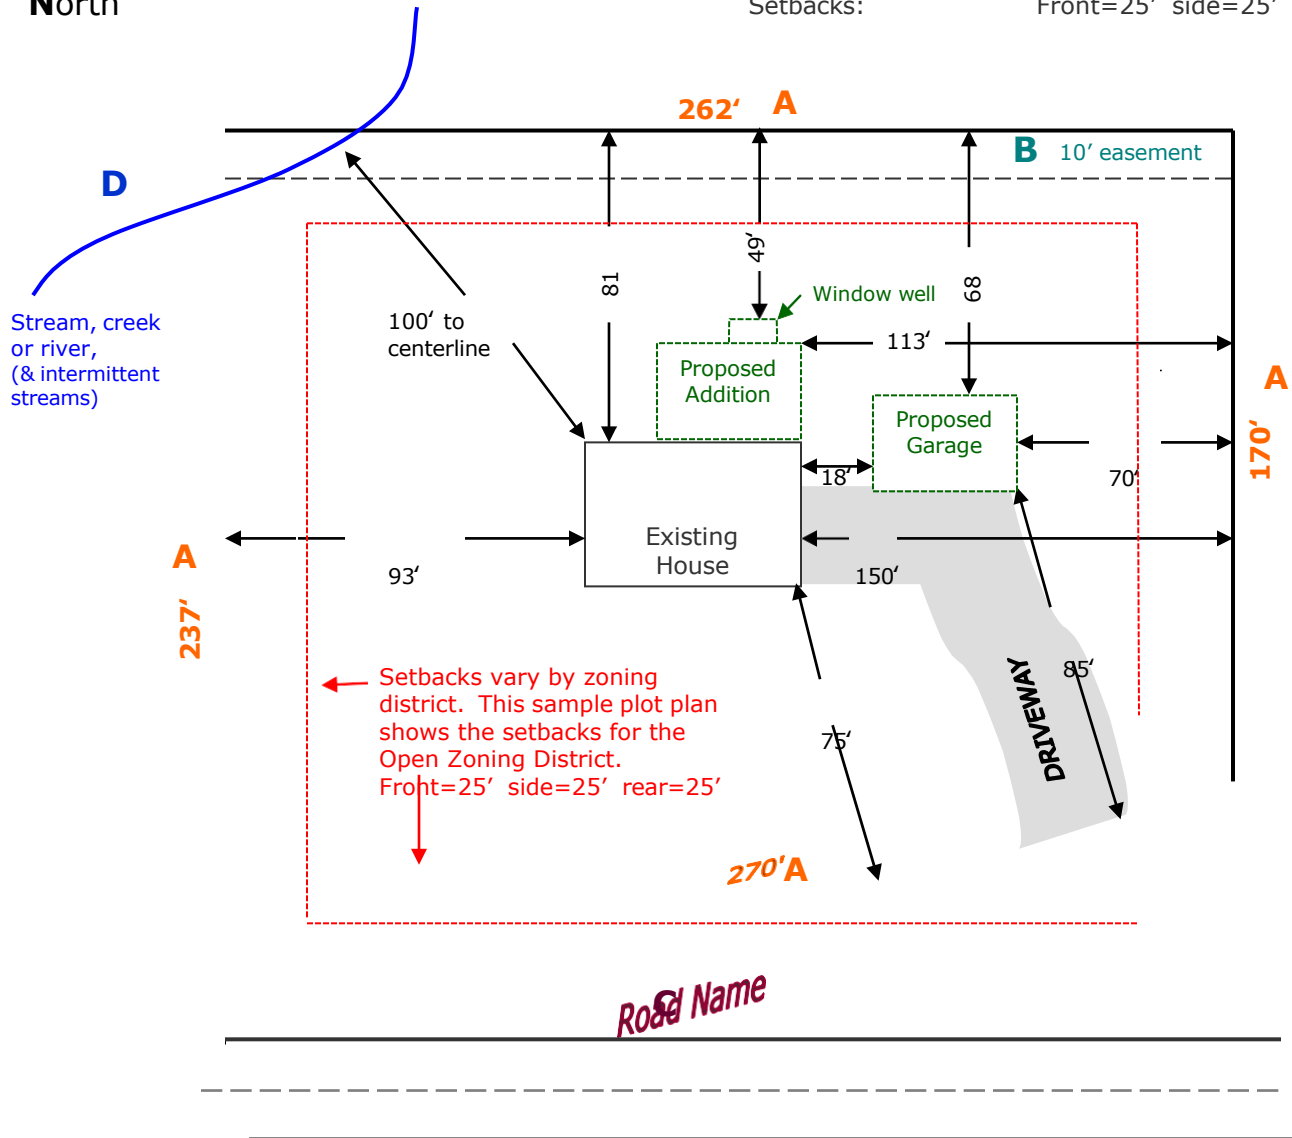 North
Setbacks: Front=25′ side=25′
262‘ A
B 10′ easement
D
49‘
81
68
Window well
Stream, creek
or river,
(& intermittent
streams)
100‘ to
centerline
113‘
Proposed
Addition
A
170‘
Proposed
Garage
18‘
70‘
Existing
House
A
93‘
150‘
237‘
85‘
DRIVEWAY
Setbacks vary by zoning
district. This sample plot plan
shows the setbacks for the
Open Zoning District.
Front=25′ side=25′ rear=25′
75‘
270‘ A
C
Road Name